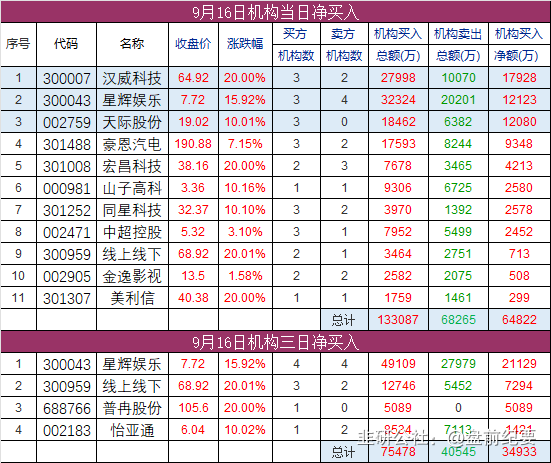 9月16日机构当日净买入
序号 代码 名称 收盘价 涨跌幅 买方机构数 卖方机构数 机构买入总额(万) 机构卖出总额(万) 机构买入净额(万)
1 300007 汉威科技 64.92 20.00% 3 2 27998 10070 17928
2 300043 星辉娱乐 7.72 15.92% 3 4 32324 20201 12123
3 002759 天际股份 19.02 10.01% 3 0 18462 6382 12080
4 301488 豪恩汽电 190.88 7.15% 3 2 17593 8244 9348
5 301008 宏昌科技 38.16 20.00% 2 3 7678 3465 4213
6 000981 山子高科 3.36 10.16% 1 1 9306 6725 2580
7 301252 同星科技 32.37 10.10% 3 2 3970 1392 2578
8 002471 中超控股 5.32 3.10% 3 1 7952 5499 2452
9 300959 线上线下 68.92 20.01% 2 1 3464 2751 713
10 002905 金逸影视 13.5 1.58% 2 2 2582 2075 508
11 301307 美利信 40.38 20.00% 1 1 1759 1461 299
总计 133087 68265 64822
9月16日机构三日净买入
1 300043 星辉娱乐 7.72 15.92% 4 4 49109 27979 21129
2 300959 线上线下 68.92 20.01% 3 2 12746 5452 7294
3 688766 普冉股份 105.6 20.00% 1 0 5089 0 5089
4 002183 怡亚通 6.04 10.02% 1 2 8534 7113 1421
总计 75478 40545 34933
韭研公社：@盘前纪要